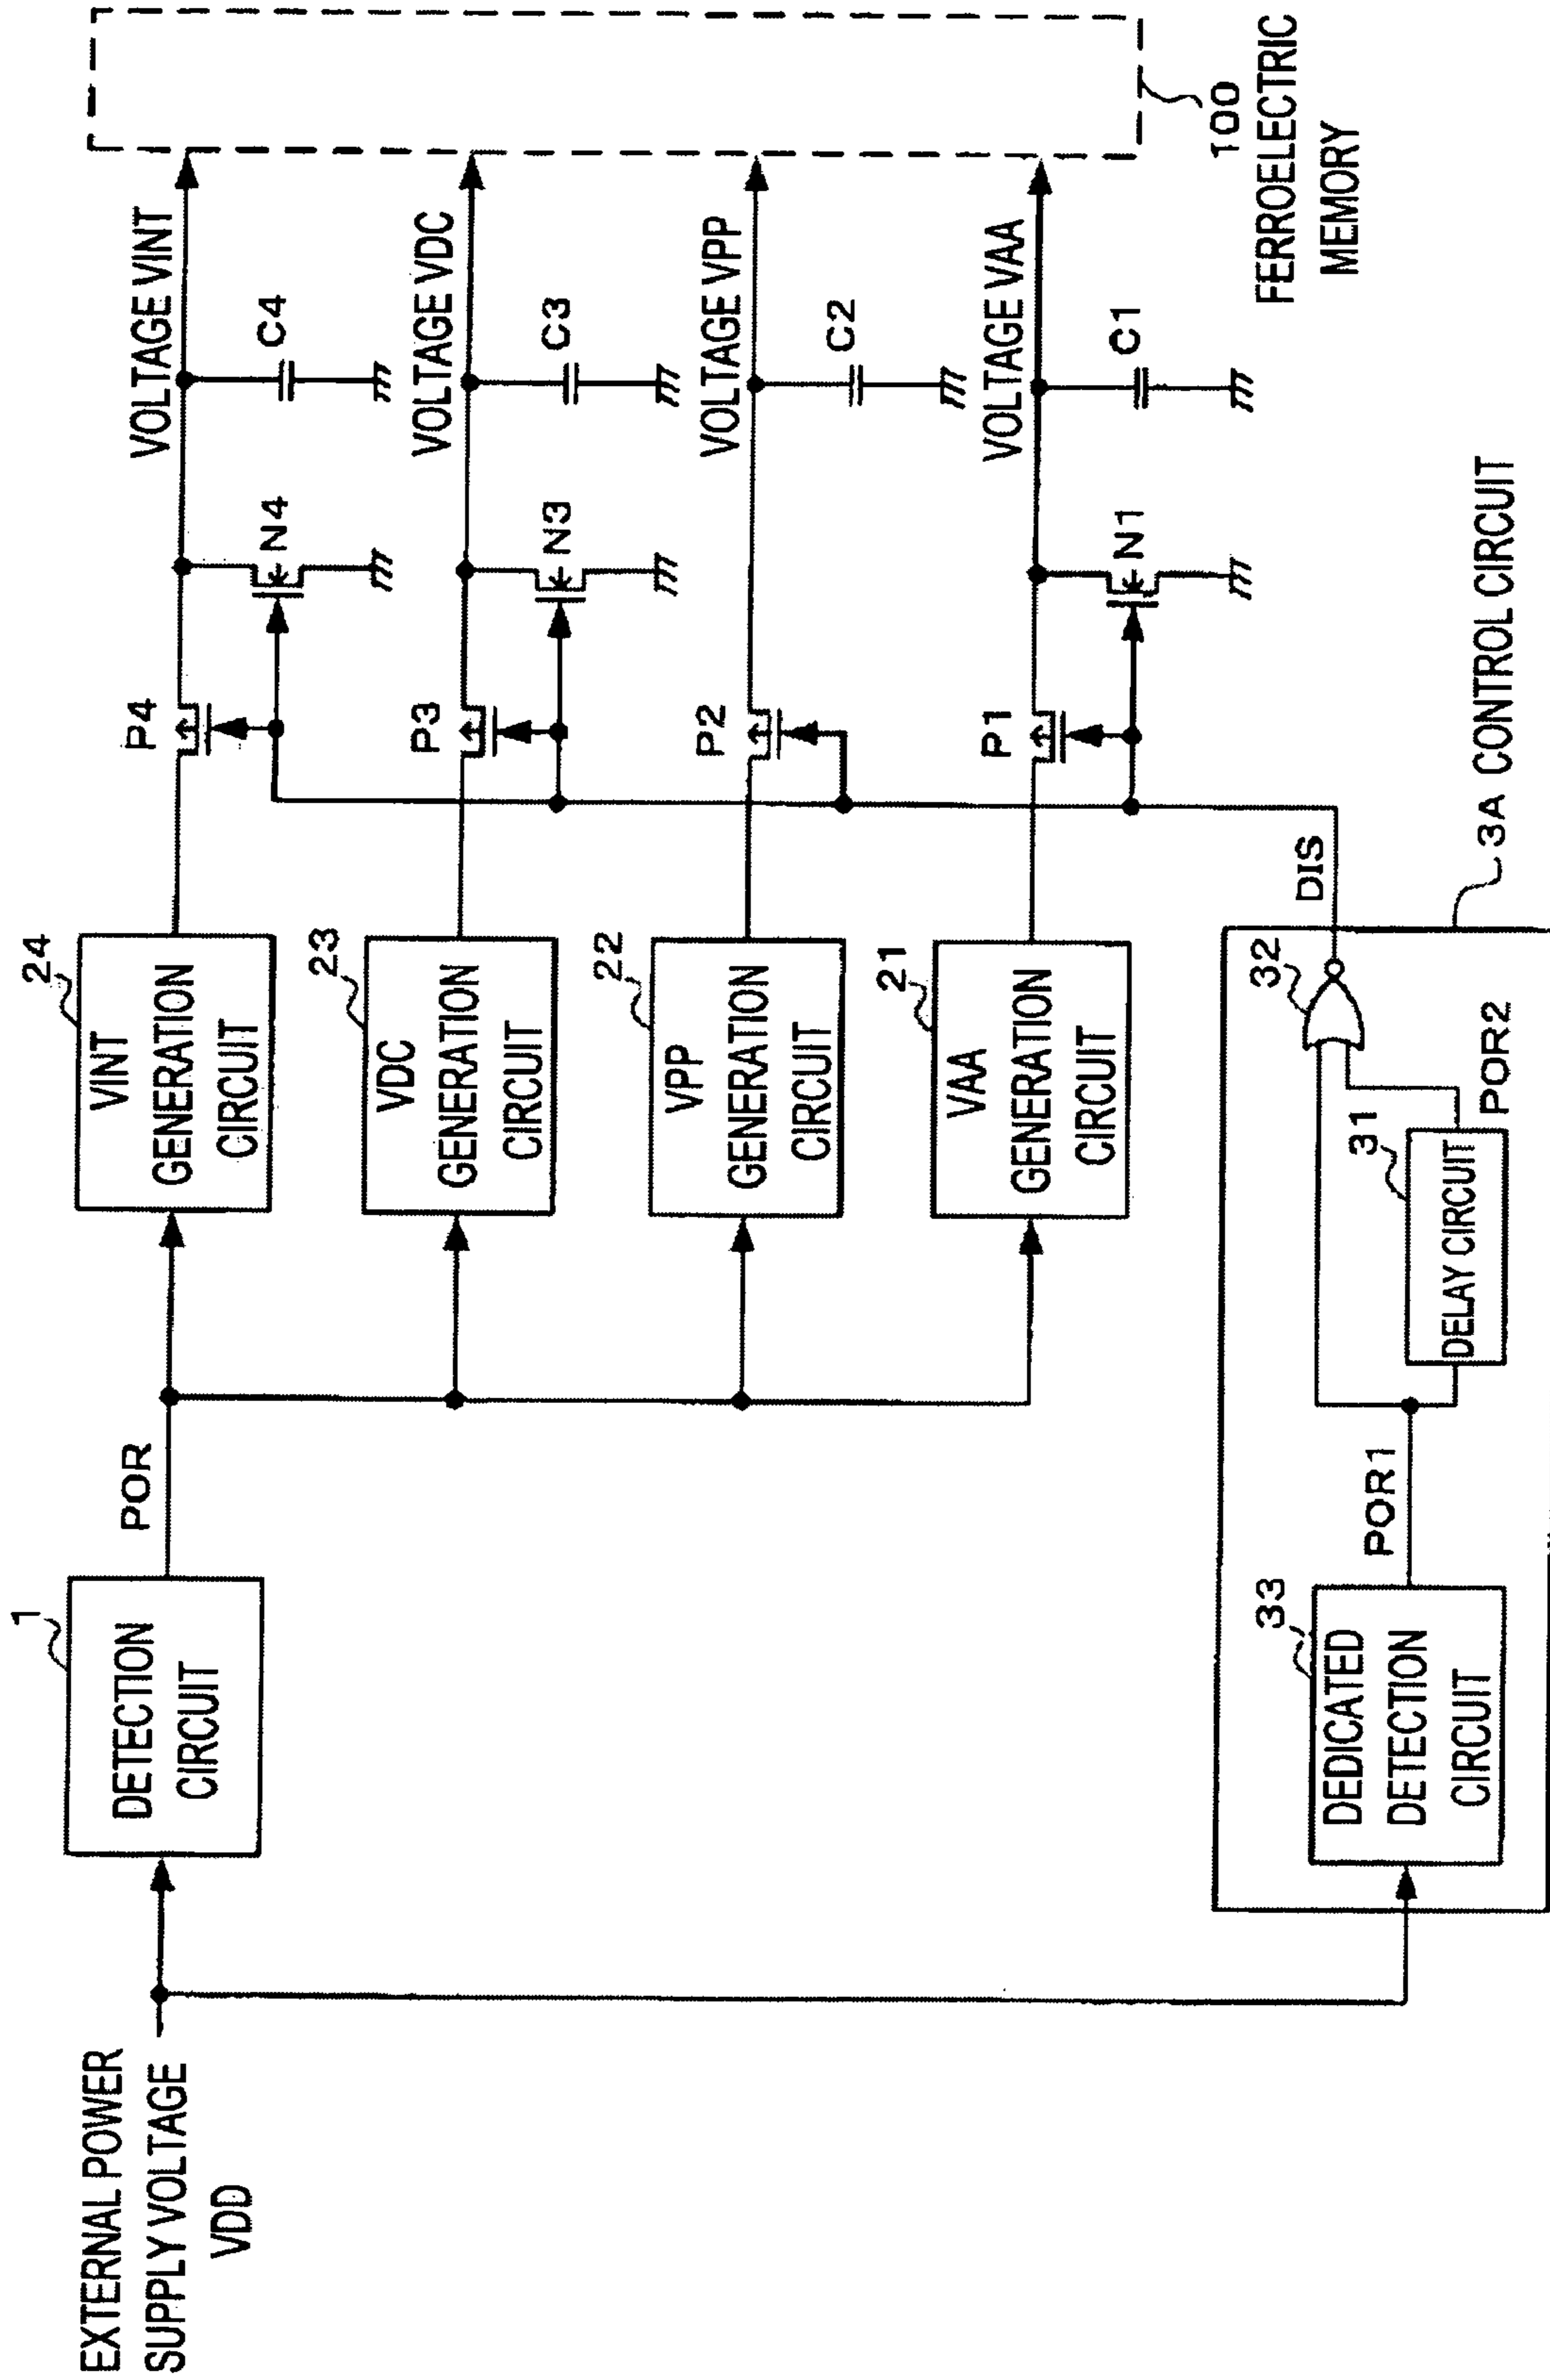 EXTERNAL POWER
SUPPLY VOLTAGE
VDD
1
DETECTION
CIRCUIT
POR
24
VINT
GENERATION
CIRCUIT
P4
N4
VOLTAGE VINT
C4
23
VDC
GENERATION
CIRCUIT
P3
N3
VOLTAGE VDC
C3
22
VPP
GENERATION
CIRCUIT
P2
VOLTAGE VPP
C2
21
VAA
GENERATION
CIRCUIT
P1
N1
VOLTAGE VAA
C1
100
FERROELECTRIC
MEMORY
33
DEDICATED
DETECTION
CIRCUIT
POR1
31
DELAY CIRCUIT
POR2
32
DIS
3A CONTROL CIRCUIT